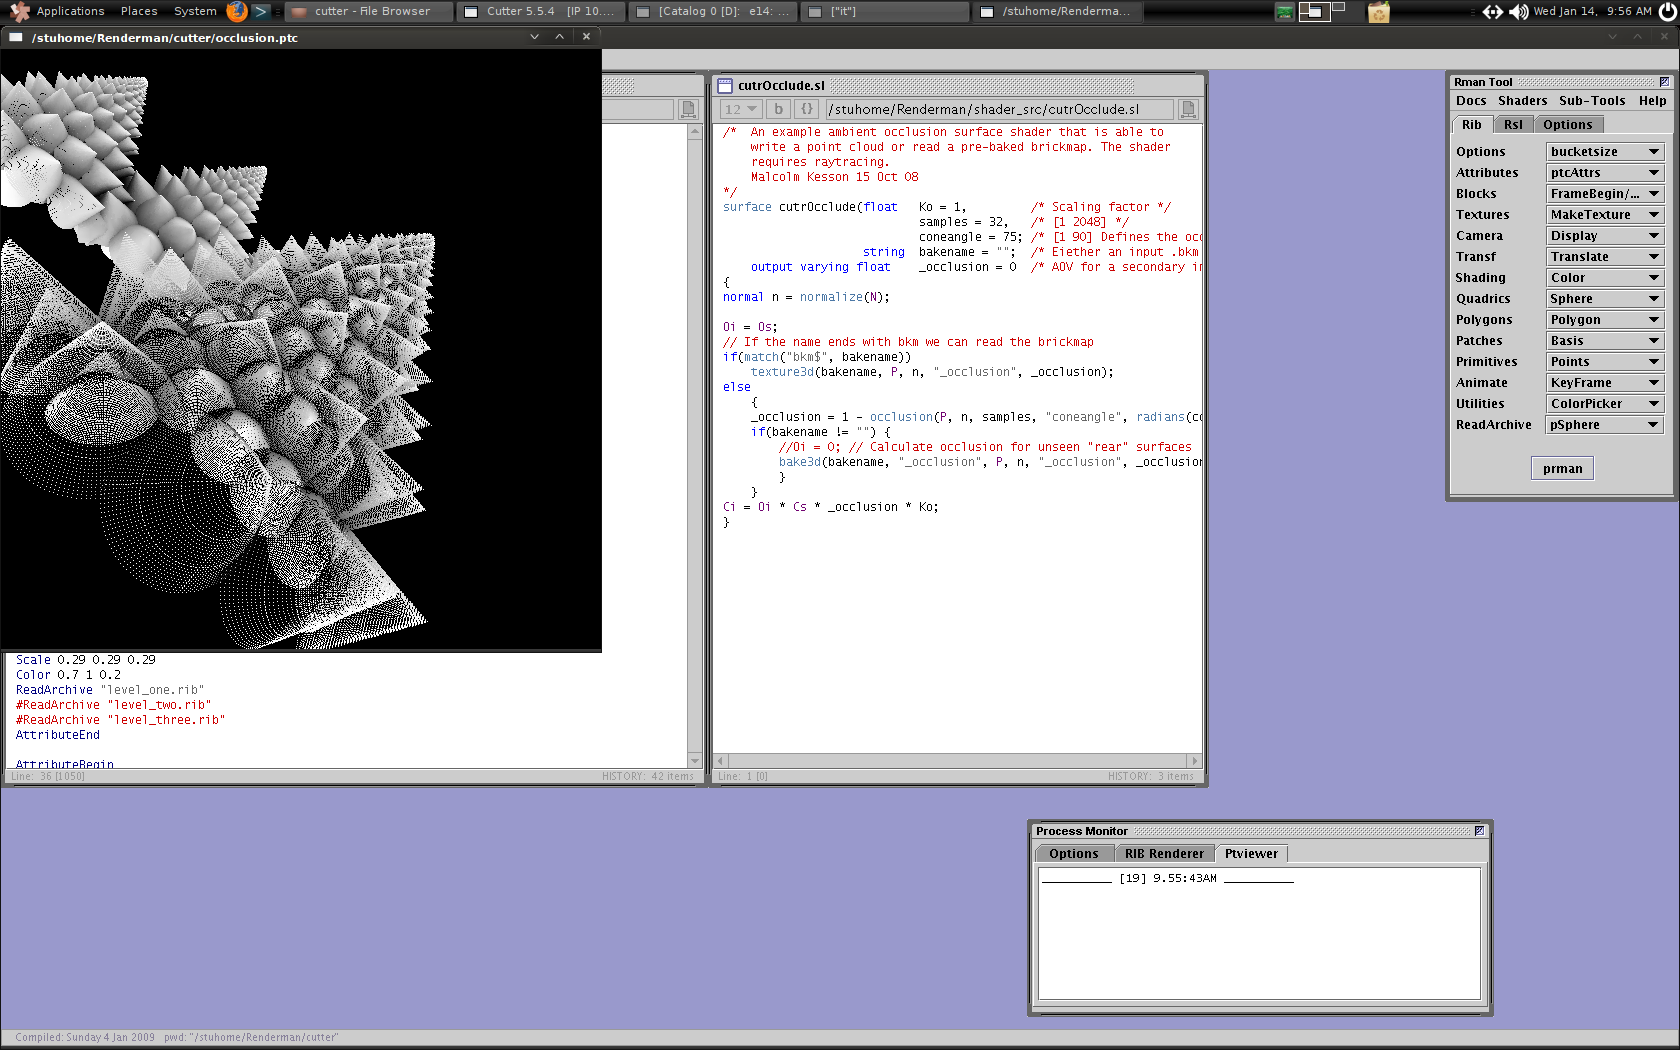 Applications Places System cutter - File Browser Cutter 5.5.4 [IP 10.... [Catalog 0 [D]: e14: ... ["it"] /stuhome/Renderma... Wed Jan 14, 9:56 AM
/stuhome/Renderman/cutter/occlusion.ptc
Scale 0.29 0.29 0.29
Color 0.7 1 0.2
ReadArchive "level_one.rib"
#ReadArchive "level_two.rib"
#ReadArchive "level_three.rib"
AttributeEnd
AttributeBegin
Line: 36 [1050] HISTORY: 42 items
cutrOcclude.sl
12 b {} /stuhome/Renderman/shader_src/cutrOcclude.sl
/* An example ambient occlusion surface shader that is able to
write a point cloud or read a pre-baked brickmap. The shader
requires raytracing.
Malcolm Kesson 15 Oct 08
*/
surface cutrOcclude(float Ko = 1, /* Scaling factor */
samples = 32, /* [1 2048] */
coneangle = 75; /* [1 90] Defines the occ
string bakename = ""; /* Eiether an input .bkm
output varying float _occlusion = 0 /* AOV for a secondary i
{
normal n = normalize(N);
Oi = Os;
// If the name ends with bkm we can read the brickmap
if(match("bkm$", bakename))
texture3d(bakename, P, n, "_occlusion", _occlusion);
else
{
_occlusion = 1 - occlusion(P, n, samples, "coneangle", radians(co
if(bakename != "") {
//Oi = 0; // Calculate occlusion for unseen "rear" surfaces
bake3d(bakename, "_occlusion", P, n, "_occlusion", _occlusion
}
}
Ci = Oi * Cs * _occlusion * Ko;
}
Line: 1 [0] HISTORY: 3 items
Rman Tool
Docs Shaders Sub-Tools Help
Rib Rsl Options
Options bucketsize
Attributes ptcAttrs
Blocks FrameBegin/...
Textures MakeTexture
Camera Display
Transf Translate
Shading Color
Quadrics Sphere
Polygons Polygon
Patches Basis
Primitives Points
Animate KeyFrame
Utilities ColorPicker
ReadArchive pSphere
prman
Process Monitor
Options RIB Renderer Ptviewer
__________ [19] 9.55:43AM __________
Compiled: Sunday 4 Jan 2009 pwd: "/stuhome/Renderman/cutter"